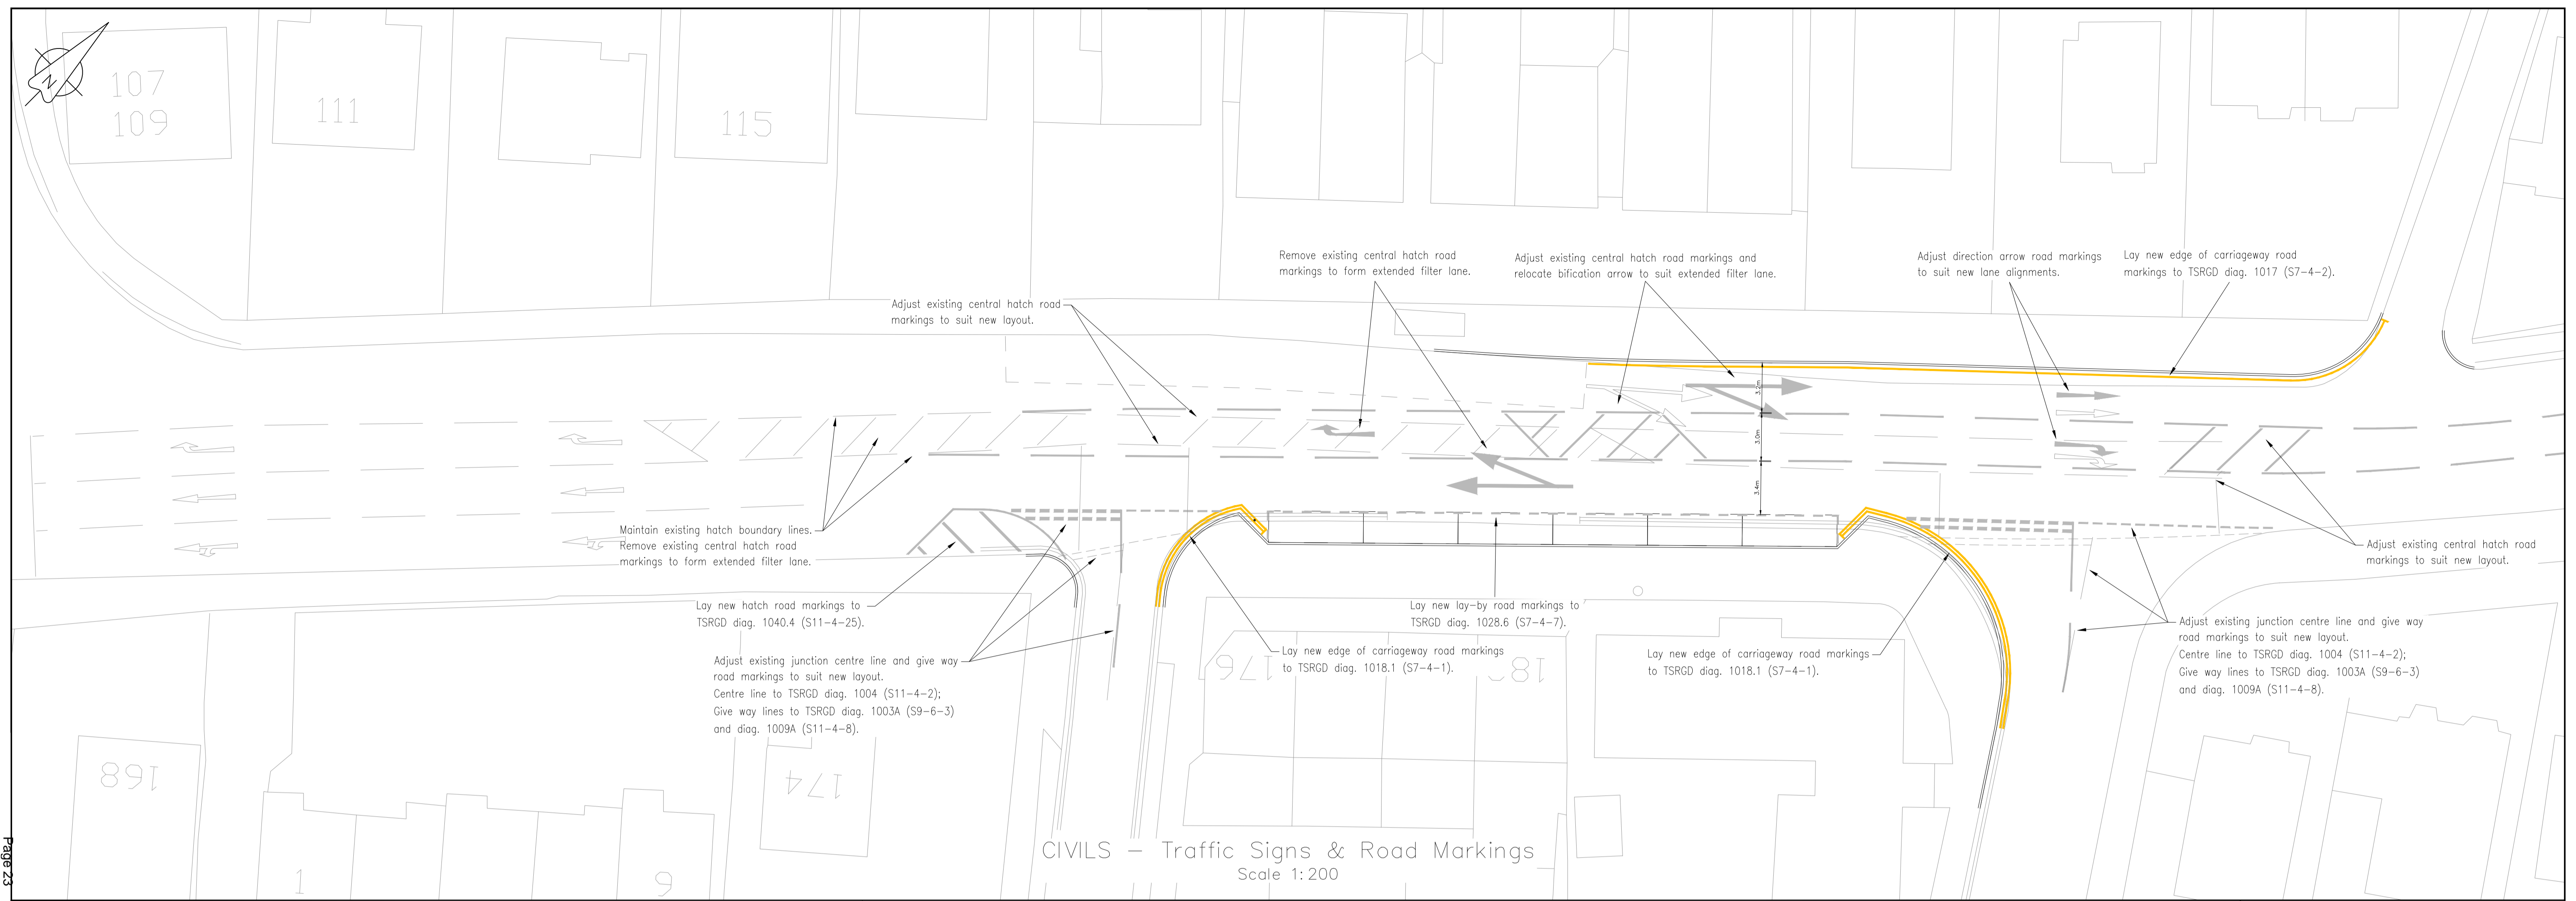 N
107
109
111
115
Remove existing central hatch road
markings to form extended filter lane.
Adjust existing central hatch road markings and
relocate bification arrow to suit extended filter lane.
Adjust direction arrow road markings
to suit new lane alignments.
Lay new edge of carriageway road
markings to TSRGD diag. 1017 (S7-4-2).
Adjust existing central hatch road
markings to suit new layout.
3.2m
3.0m
3.4m
Maintain existing hatch boundary lines.
Remove existing central hatch road
markings to form extended filter lane.
Adjust existing central hatch road
markings to suit new layout.
Lay new hatch road markings to
TSRGD diag. 1040.4 (S11-4-25).
Lay new lay-by road markings to
TSRGD diag. 1028.6 (S7-4-7).
Adjust existing junction centre line and give way
road markings to suit new layout.
Centre line to TSRGD diag. 1004 (S11-4-2);
Give way lines to TSRGD diag. 1003A (S9-6-3)
and diag. 1009A (S11-4-8).
Lay new edge of carriageway road markings
to TSRGD diag. 1018.1 (S7-4-1).
Lay new edge of carriageway road markings
to TSRGD diag. 1018.1 (S7-4-1).
Adjust existing junction centre line and give way
road markings to suit new layout.
Centre line to TSRGD diag. 1004 (S11-4-2);
Give way lines to TSRGD diag. 1003A (S9-6-3)
and diag. 1009A (S11-4-8).
176
168
174
1
9
CIVILS - Traffic Signs & Road Markings
Scale 1:200
Page 23